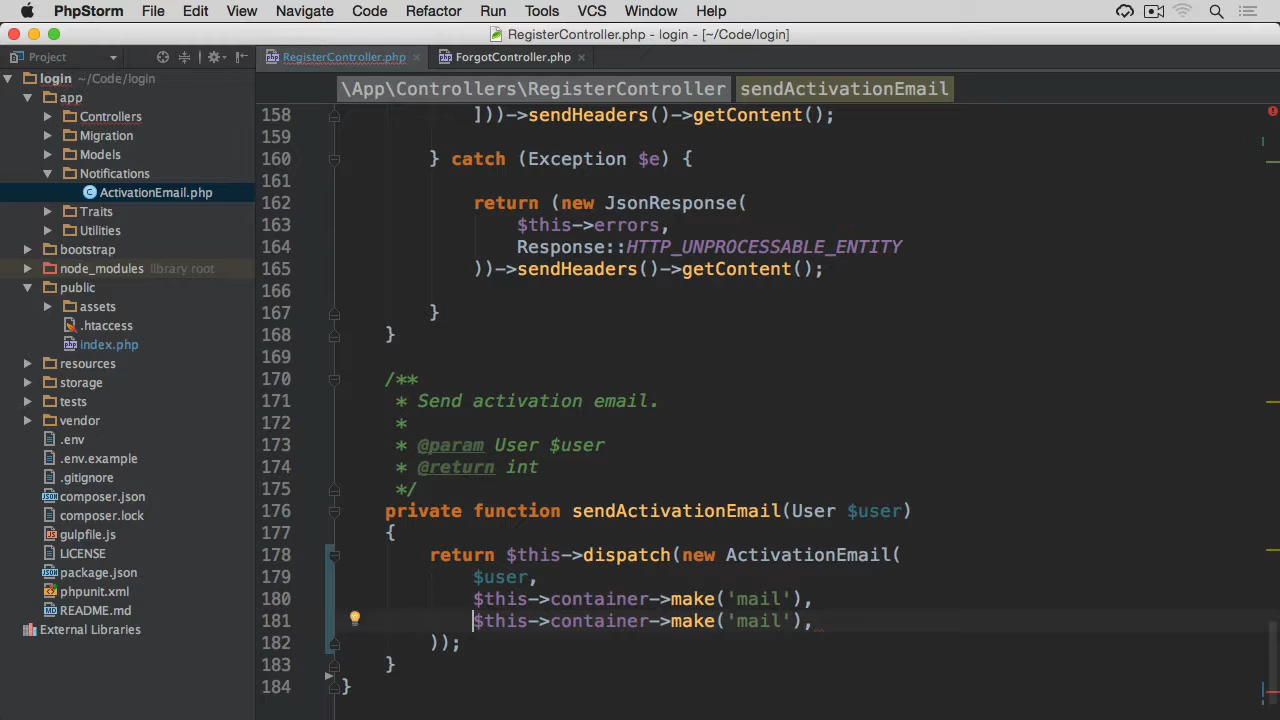 PhpStorm File Edit View Navigate Code Refactor Run Tools VCS Window Help
RegisterController.php - login - [~/Code/login]
Project
RegisterController.php
ForgotController.php
\App\Controllers\RegisterController
sendActivationEmail
login ~/Code/login
app
Controllers
Migration
Models
Notifications
ActivationEmail.php
Traits
Utilities
bootstrap
node_modules library root
public
assets
.htaccess
index.php
resources
storage
tests
vendor
.env
.env.example
.gitignore
composer.json
composer.lock
gulpfile.js
LICENSE
package.json
phpunit.xml
README.md
External Libraries
158 ]))->sendHeaders()->getContent();
159
160 } catch (Exception $e) {
161
162 return (new JsonResponse(
163 $this->errors,
164 Response::HTTP_UNPROCESSABLE_ENTITY
165 ))->sendHeaders()->getContent();
166
167 }
168 }
169
170 /**
171 * Send activation email.
172 *
173 * @param User $user
174 * @return int
175 */
176 private function sendActivationEmail(User $user)
177 {
178 return $this->dispatch(new ActivationEmail(
179 $user,
180 $this->container->make('mail'),
181 $this->container->make('mail'),
182 ));
183 }
184 }